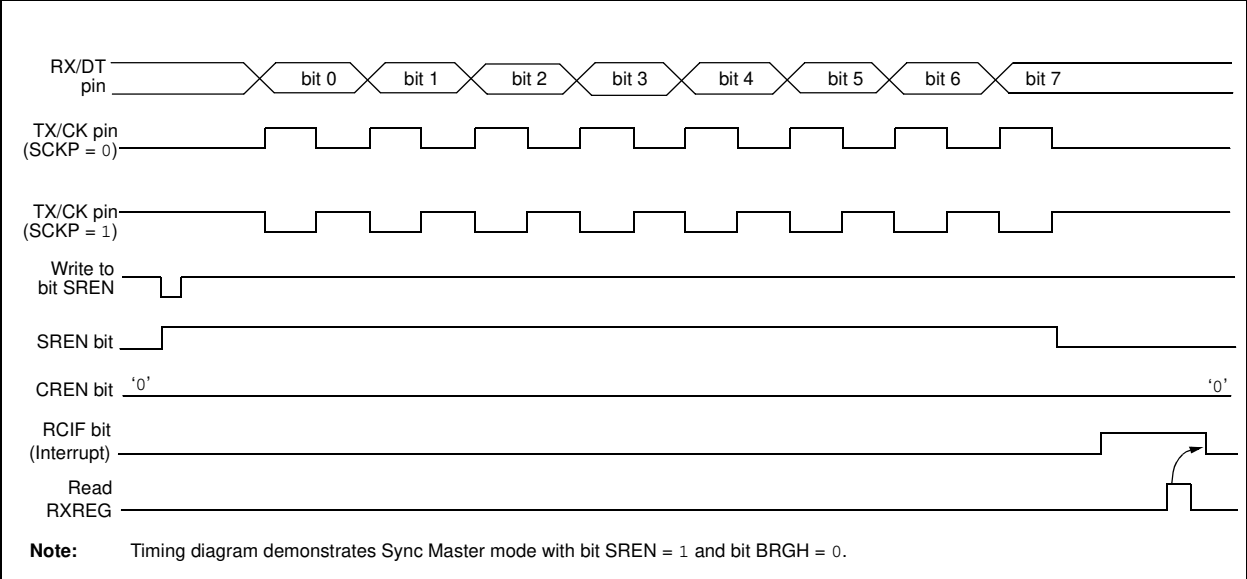 RX/DT
pin
bit 0 bit 1 bit 2 bit 3 bit 4 bit 5 bit 6 bit 7
TX/CK pin
(SCKP = 0)
TX/CK pin
(SCKP = 1)
Write to
bit SREN
SREN bit
CREN bit ‘0’ ‘0’
RCIF bit
(Interrupt)
Read
RXREG
Note: Timing diagram demonstrates Sync Master mode with bit SREN = 1 and bit BRGH = 0.